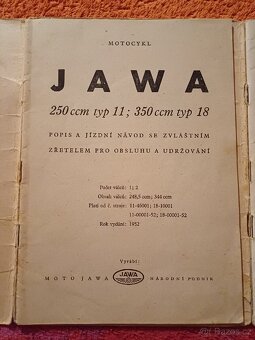 MOTOCYKL
JAWA
250 ccm typ 11; 350 ccm typ 18
POPIS A JÍZDNÍ NÁVOD SE ZVLÁŠTNÍM
ZŘETELEM PRO OBSLUHU A UDRŽOVÁNÍ
Počet válců: 1; 2
Obsah válců: 248,5 ccm; 344 ccm
Platí od č. stroje: 11-40001; 18-10001
11-00001-52; 18-00001-52
Rok vydání: 1952
Vyrábí:
MOTO JAWA
JAWA
NÁRODNÍ PODNIK